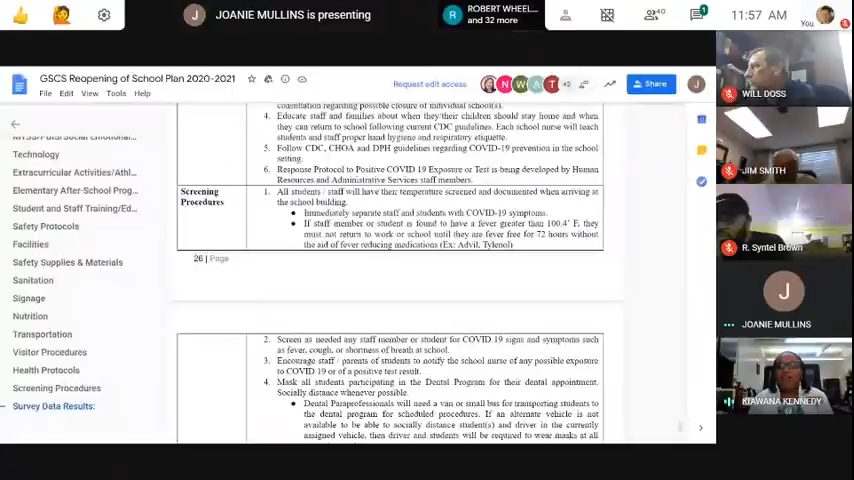 JOANIE MULLINS is presenting
R
ROBERT WHEEL...
and 32 more
40
1
11:57 AM
You
J
GSCS Reopening of School Plan 2020-2021
File Edit View Tools Help
Request edit access
N W A T +2
Share
J
Technology
Extracurricular Activities/Athl...
Elementary After-School Prog...
Student and Staff Training/Ed...
Safety Protocols
Facilities
Safety Supplies & Materials
Sanitation
Signage
Nutrition
Transportation
Visitor Procedures
Health Protocols
Screening Procedures
Survey Data Results:
consultation regarding possible closure of individual school(s).
4. Educate staff and families about when they/their children should stay home and when
they can return to school following current CDC guidelines. Each school nurse will teach
students and staff proper hand hygiene and respiratory etiquette.
5. Follow CDC, CHOA and DPH guidelines regarding COVID-19 prevention in the school
setting.
6. Response Protocol to Positive COVID 19 Exposure or Test is being developed by Human
Resources and Administrative Services staff members.
Screening
Procedures
1. All students / staff will have their temperature screened and documented when arriving at
the school building.
• Immediately separate staff and students with COVID-19 symptoms.
• If staff member or student is found to have a fever greater than 100.4˚ F, they
must not return to work or school until they are fever free for 72 hours without
the aid of fever reducing medications (Ex: Advil, Tylenol)
26 | Page
2. Screen as needed any staff member or student for COVID 19 signs and symptoms such
as fever, cough, or shortness of breath at school.
3. Encourage staff / parents of students to notify the school nurse of any possible exposure
to COVID 19 or of a positive test result.
4. Mask all students participating in the Dental Program for their dental appointment.
Socially distance whenever possible.
• Dental Paraprofessionals will need a van or small bus for transporting students to
the dental program for scheduled procedures. If an alternate vehicle is not
available to be able to socially distance student(s) and driver in the currently
assigned vehicle, then driver and students will be required to wear masks at all
WILL DOSS
JIM SMITH
R. Syntel Brown
J
JOANIE MULLINS
KIAWANA KENNEDY